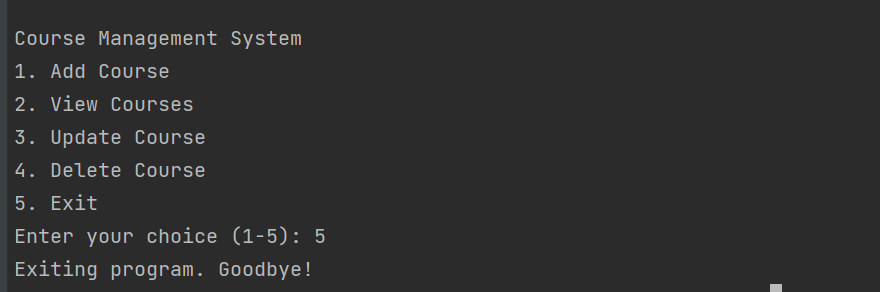 Course Management System
1. Add Course
2. View Courses
3. Update Course
4. Delete Course
5. Exit
Enter your choice (1-5): 5
Exiting program. Goodbye!